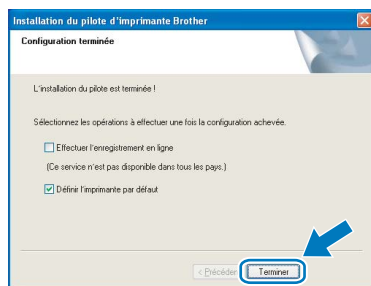 Installation du pilote d'imprimante Brother
Configuration terminée
L'installation du pilote est terminée !
Sélectionnez les opérations à effectuer une fois la configuration achevée.
Effectuer l'enregistrement en ligne
(Ce service n'est pas disponible dans tous les pays.)
Définir l'imprimante par défaut
< Précédent
Terminer